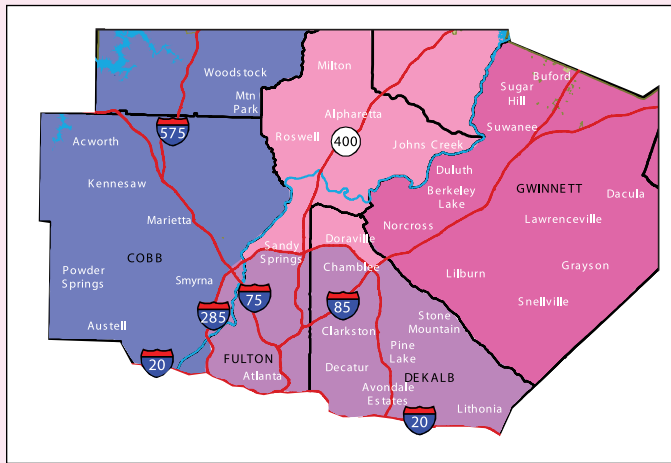 Woodstock
Milton
Buford
Sugar
Hill
Mtn
Park
Alpharetta
Suwanee
575
Roswell
400
Johns Creek
Acworth
Duluth
Kennesaw
Berkeley
Lake
GWINNETT
Dacula
Marietta
Norcross
Lawrenceville
COBB
Sandy
Springs
Doraville
Chamblee
Powder
Springs
Smyrna
Lilburn
Grayson
75
85
Snellville
285
Austell
Clarkston
Stone
Mountain
Pine
Lake
20
FULTON
Atlanta
Decatur
DEKALB
Avondale
Estates
20
Lithonia